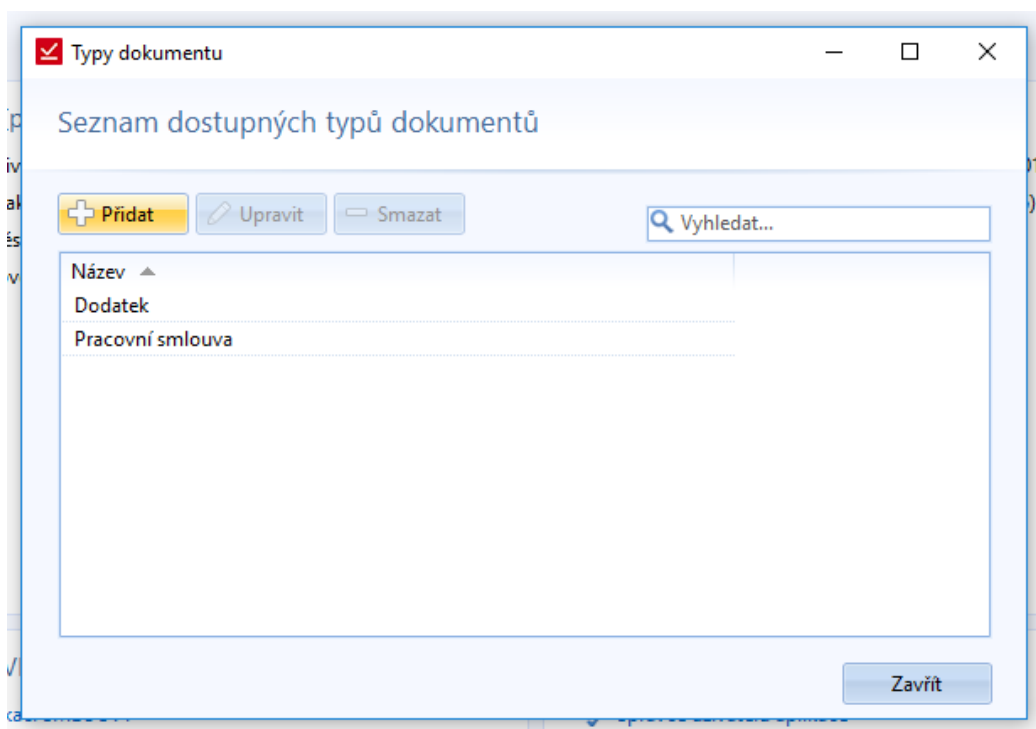 Typy dokumentu
Seznam dostupných typů dokumentů
Přidat
Upravit
Smazat
Vyhledat...
Název
Dodatek
Pracovní smlouva
Zavřít